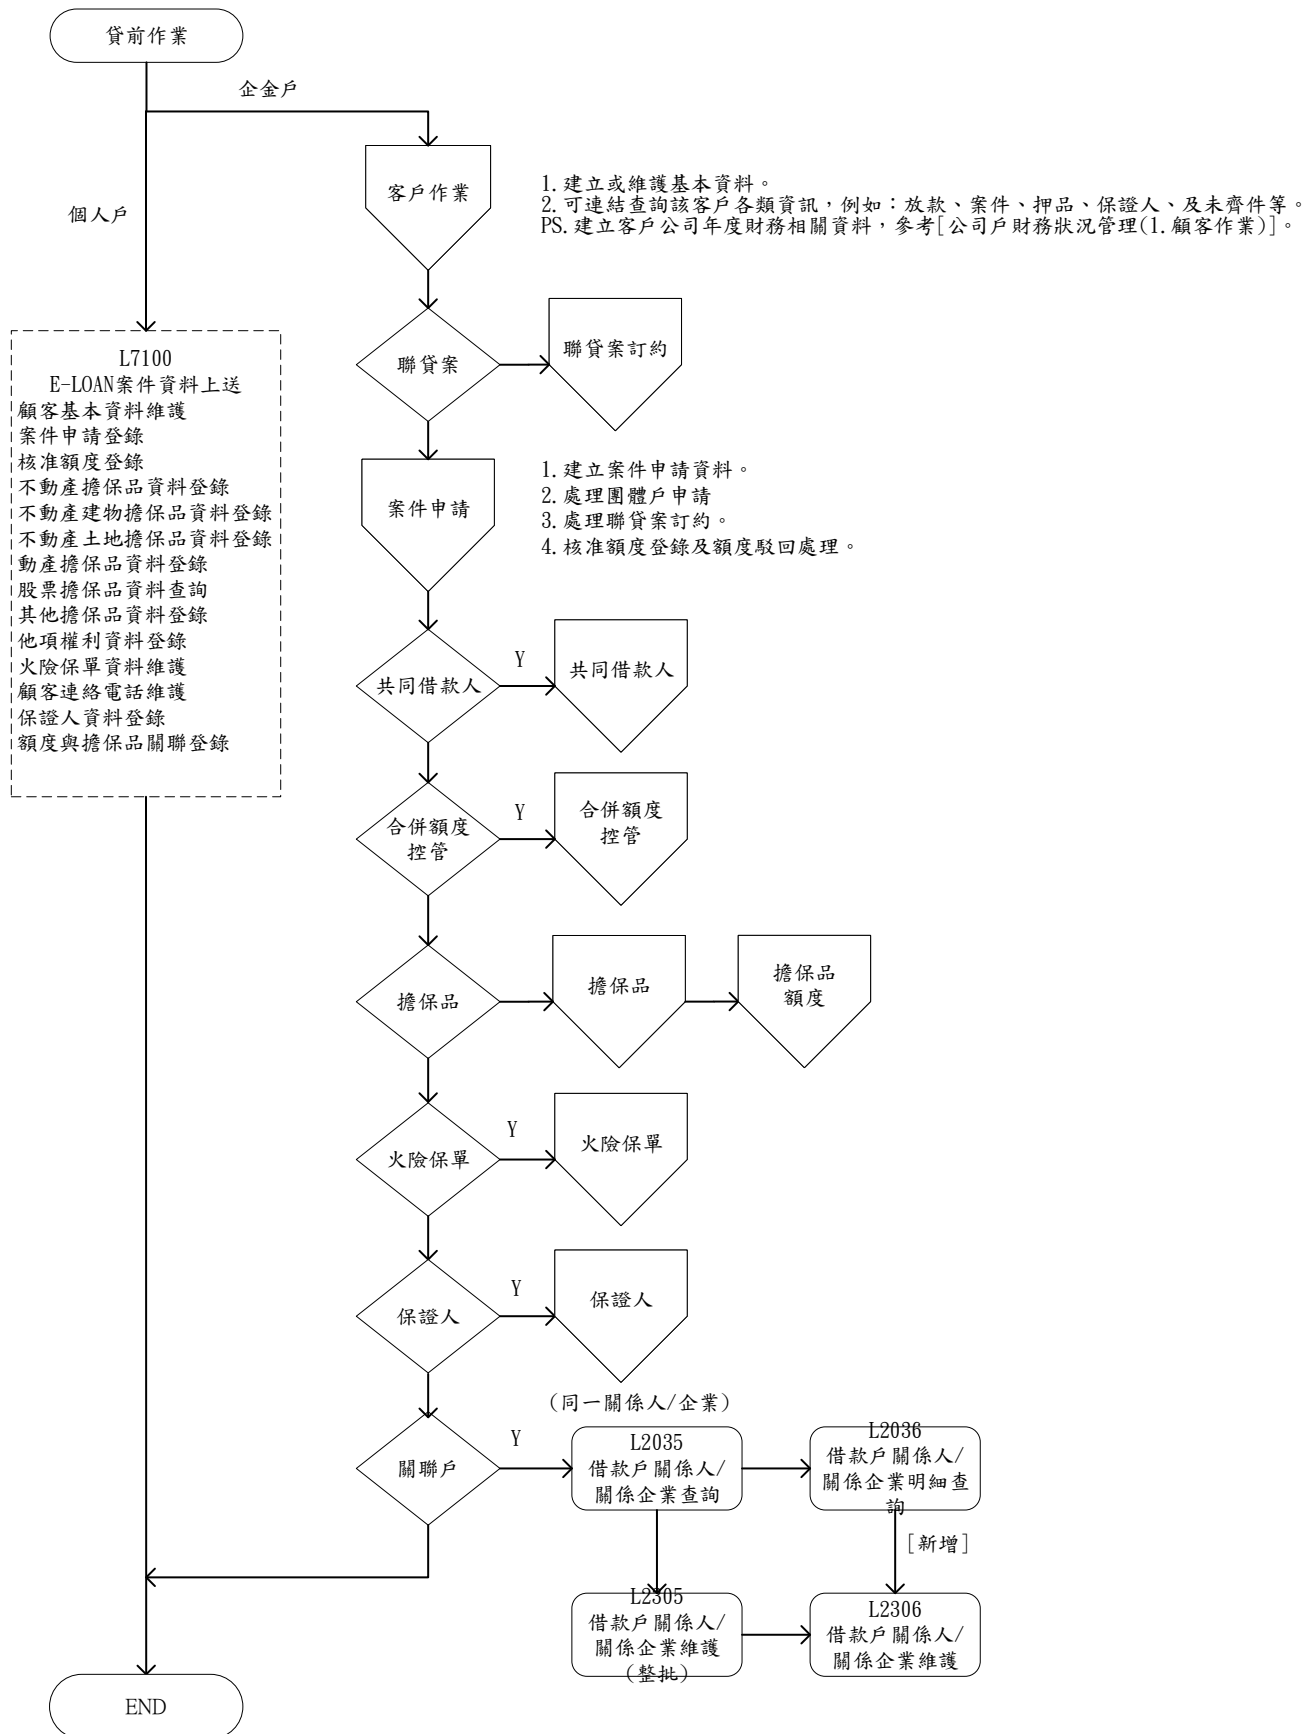 貸前作業
企金戶
個人戶
客戶作業
1.建立或維護基本資料。
2.可連結查詢該客戶各類資訊，例如：放款、案件、押品、保證人、及未齊件等。
PS.建立客戶公司年度財務相關資料，參考[公司戶財務狀況管理(1.顧客作業)]。
聯貸案
聯貸案訂約
L7100
E-LOAN案件資料上送
顧客基本資料維護
案件申請登錄
核准額度登錄
不動產擔保品資料登錄
不動產建物擔保品資料登錄
不動產土地擔保品資料登錄
動產擔保品資料登錄
股票擔保品資料查詢
其他擔保品資料登錄
他項權利資料登錄
火險保單資料維護
顧客連絡電話維護
保證人資料登錄
額度與擔保品關聯登錄
案件申請
1.建立案件申請資料。
2.處理團體戶申請
3.處理聯貸案訂約。
4.核准額度登錄及額度駁回處理。
共同借款人
Y
共同借款人
合併額度
控管
Y
合併額度
控管
擔保品
擔保品
擔保品
額度
火險保單
Y
火險保單
保證人
Y
保證人
(同一關係人/企業)
關聯戶
Y
L2035
借款戶關係人/
關係企業查詢
L2036
借款戶關係人/
關係企業明細查
詢
[新增]
L2305
借款戶關係人/
關係企業維護
(整批)
L2306
借款戶關係人/
關係企業維護
END